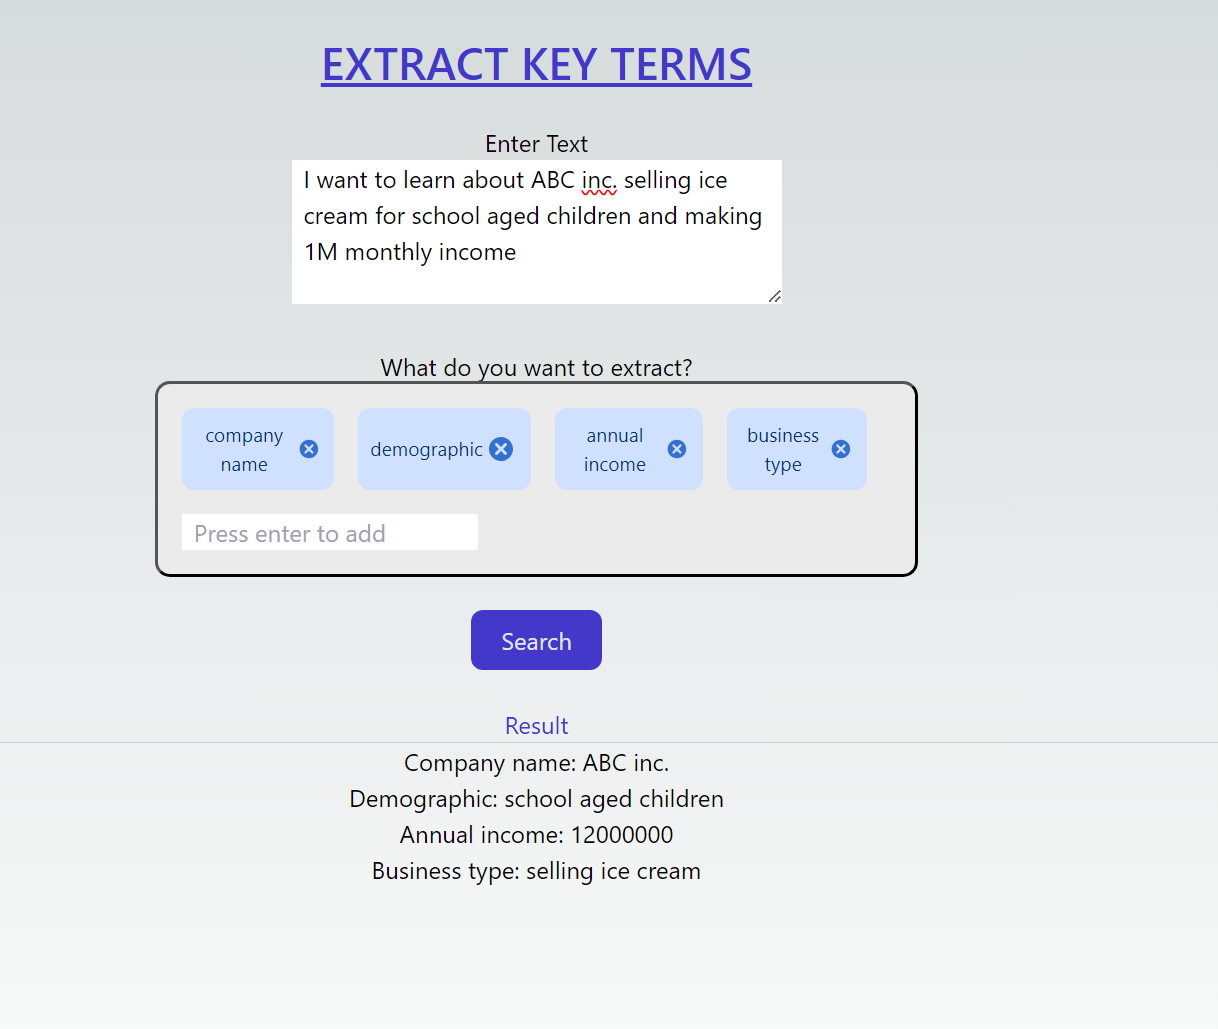 EXTRACT KEY TERMS
Enter Text
I want to learn about ABC inc. selling ice
cream for school aged children and making
1M monthly income
What do you want to extract?
company
name
demographic
annual
income
business
type
Press enter to add
Search
Result
Company name: ABC inc.
Demographic: school aged children
Annual income: 12000000
Business type: selling ice cream